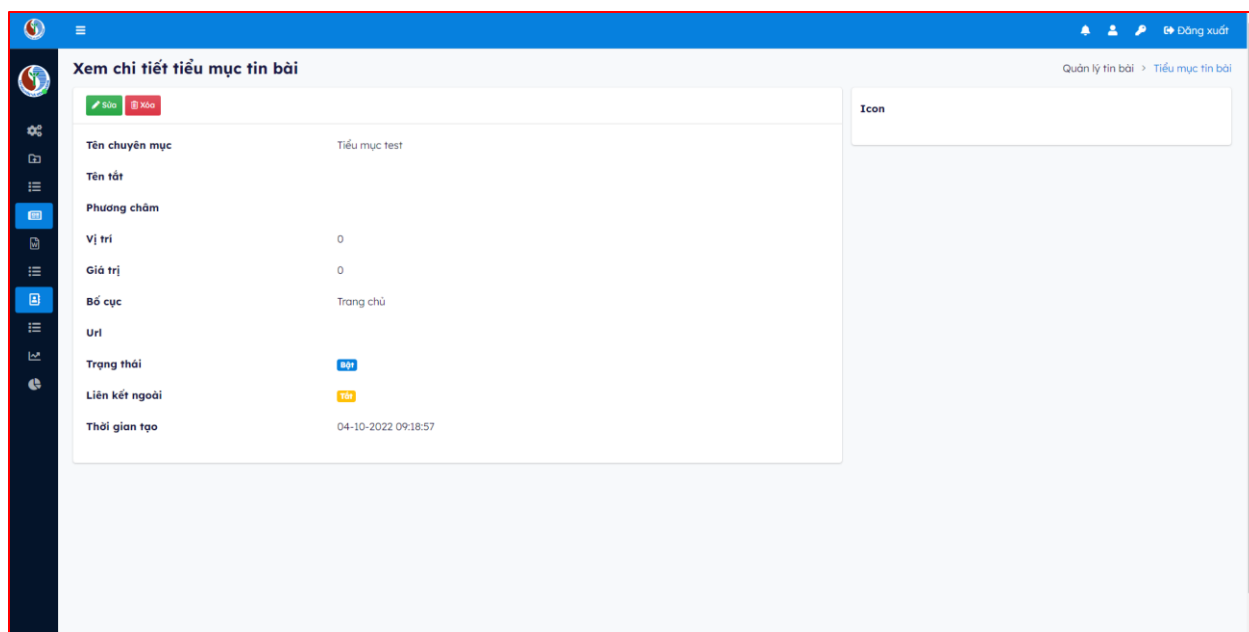 Đăng xuất
Xem chi tiết tiểu mục tin bài
Quản lý tin bài > Tiểu mục tin bài
Sửa Xóa
Icon
Tên chuyên mục Tiểu mục test
Tên tắt
Phương châm
Vị trí 0
Giá trị 0
Bố cục Trang chủ
Url
Trạng thái Bật
Liên kết ngoài Tắt
Thời gian tạo 04-10-2022 09:18:57